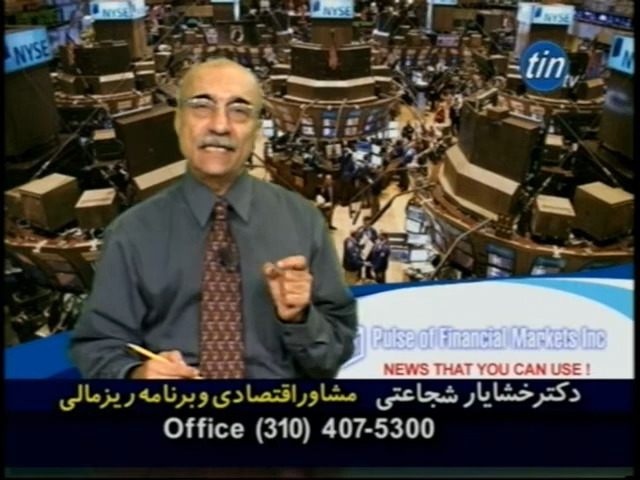 NYSE
NYSE
NYSE
NYSE
NYSE
tin tv
Pulse of Financial Markets Inc
NEWS THAT YOU CAN USE !
دکتر خشایار شجاعتی مشاور اقتصادی و برنامه ریز مالی
Office (310) 407-5300